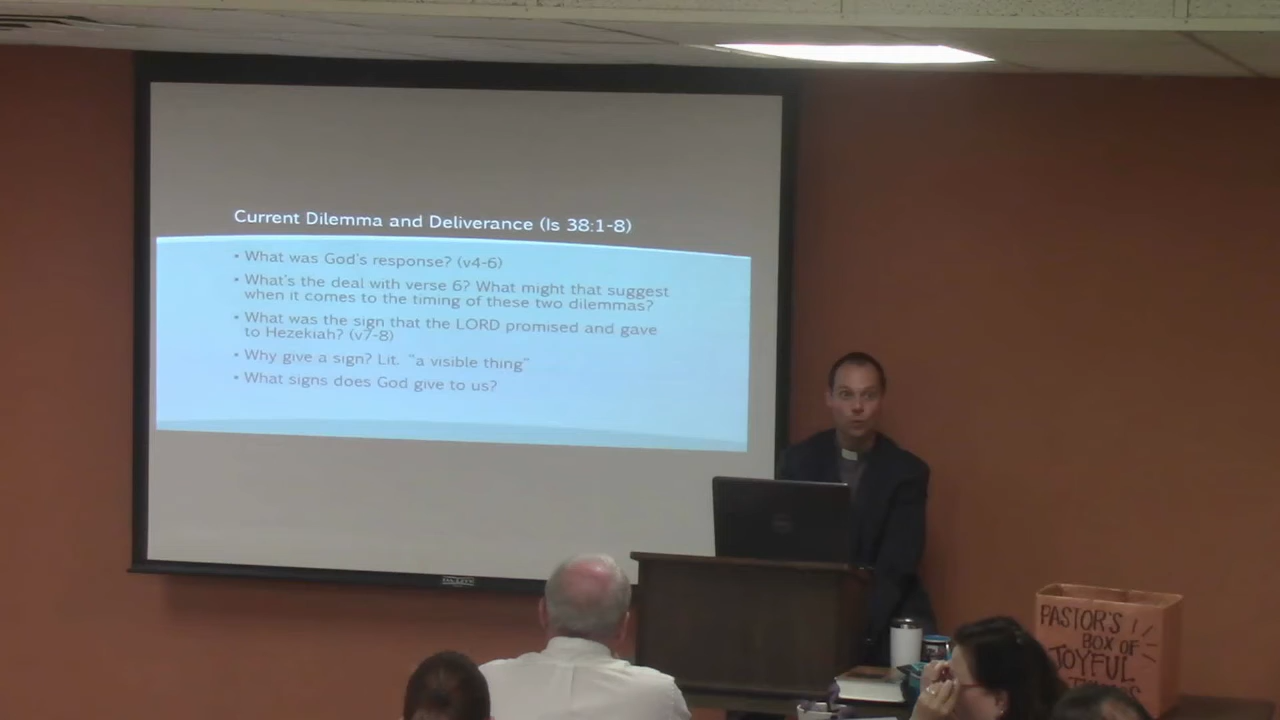 Current Dilemma and Deliverance (Is 38:1-8)
• What was God's response? (v4-6)
• What's the deal with verse 6? What might that suggest
when it comes to the timing of these two dilemmas?
• What was the sign that the LORD promised and gave
to Hezekiah? (v7-8)
• Why give a sign? Lit. "a visible thing"
• What signs does God give to us?
PASTOR'S
BOX OF
JOYFUL